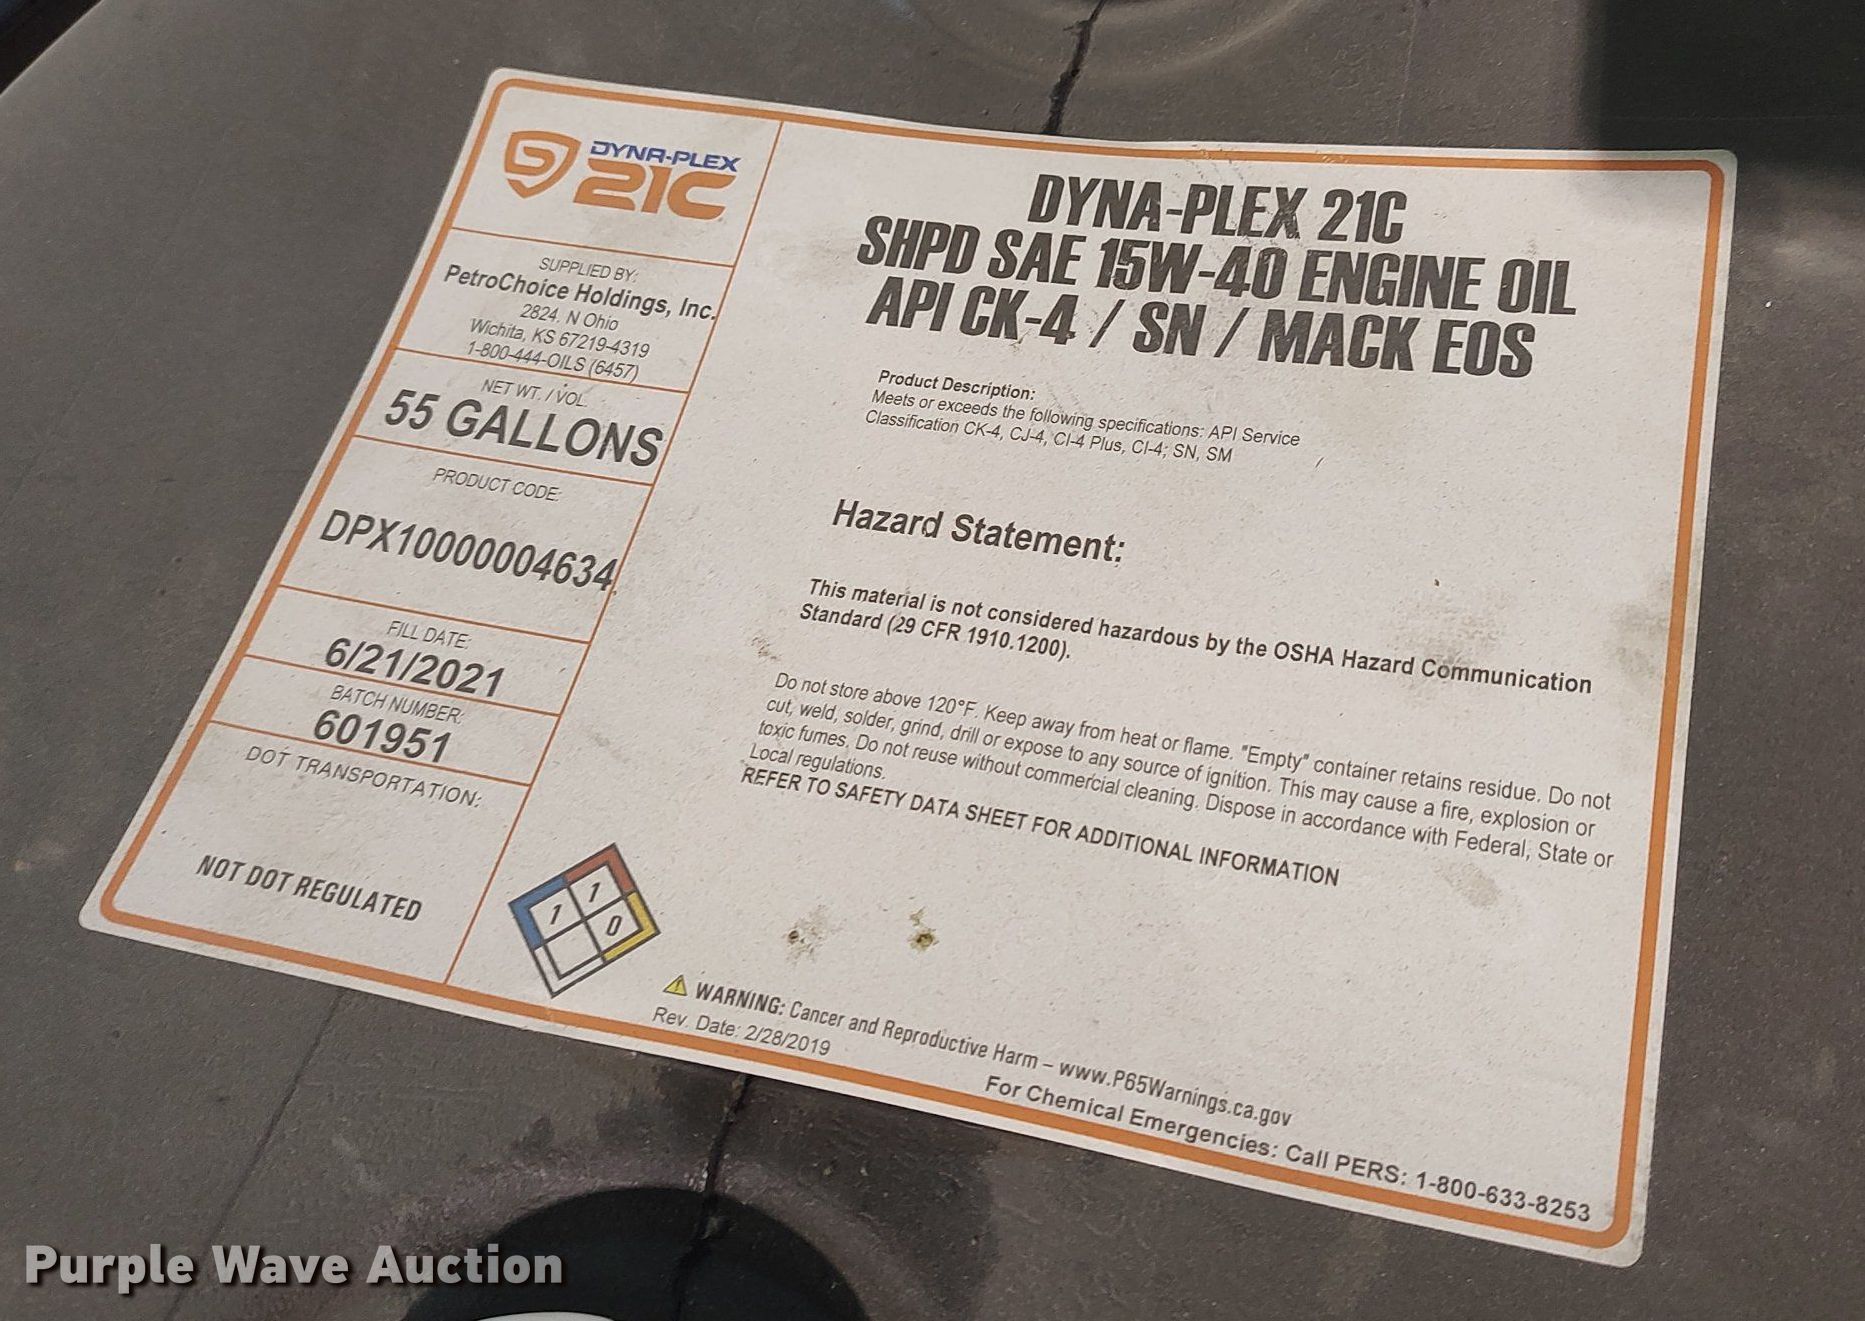 DYNA-PLEX
21C
SUPPLIED BY:
PetroChoice Holdings, Inc.
2824. N Ohio
Wichita, KS 67219-4319
1-800-444-OILS (6457)
NET WT. / VOL.
55 GALLONS
PRODUCT CODE:
DPX10000004634
FILL DATE:
6/21/2021
BATCH NUMBER:
601951
DOT TRANSPORTATION:
NOT DOT REGULATED
DYNA-PLEX 21C
SHPD SAE 15W-40 ENGINE OIL
API CK-4 / SN / MACK EOS
Product Description:
Meets or exceeds the following specifications: API Service
Classification CK-4, CJ-4, CI-4 Plus, CI-4; SN, SM
Hazard Statement:
This material is not considered hazardous by the OSHA Hazard Communication
Standard (29 CFR 1910.1200).
Do not store above 120°F. Keep away from heat or flame. "Empty" container retains residue. Do not
cut, weld, solder, grind, drill or expose to any source of ignition. This may cause a fire, explosion or
toxic fumes. Do not reuse without commercial cleaning. Dispose in accordance with Federal, State or
Local regulations.
REFER TO SAFETY DATA SHEET FOR ADDITIONAL INFORMATION
1
1
0
WARNING: Cancer and Reproductive Harm – www.P65Warnings.ca.gov
Rev. Date: 2/28/2019
For Chemical Emergencies: Call PERS: 1-800-633-8253
Purple Wave Auction